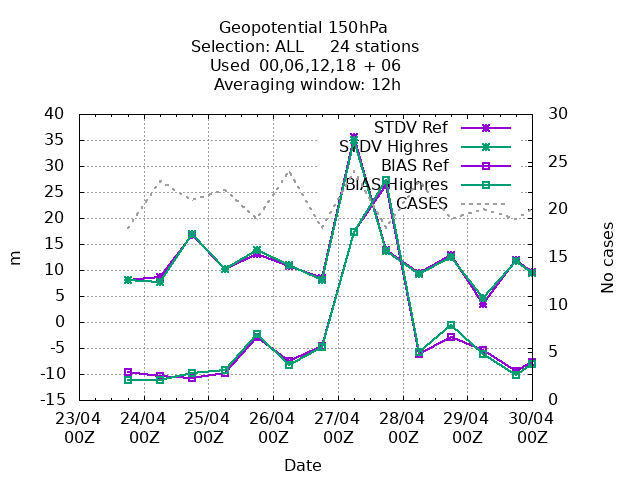 Geopotential 150hPa
Selection: ALL 24 stations
Used 00,06,12,18 + 06
Averaging window: 12h
STDV Ref
STDV Highres
BIAS Ref
BIAS Highres
CASES
40
35
30
25
20
15
10
5
0
-5
-10
-15
m
30
25
20
15
10
5
0
No cases
23/04 24/04 25/04 26/04 27/04 28/04 29/04 30/04
00Z 00Z 00Z 00Z 00Z 00Z 00Z 00Z
Date